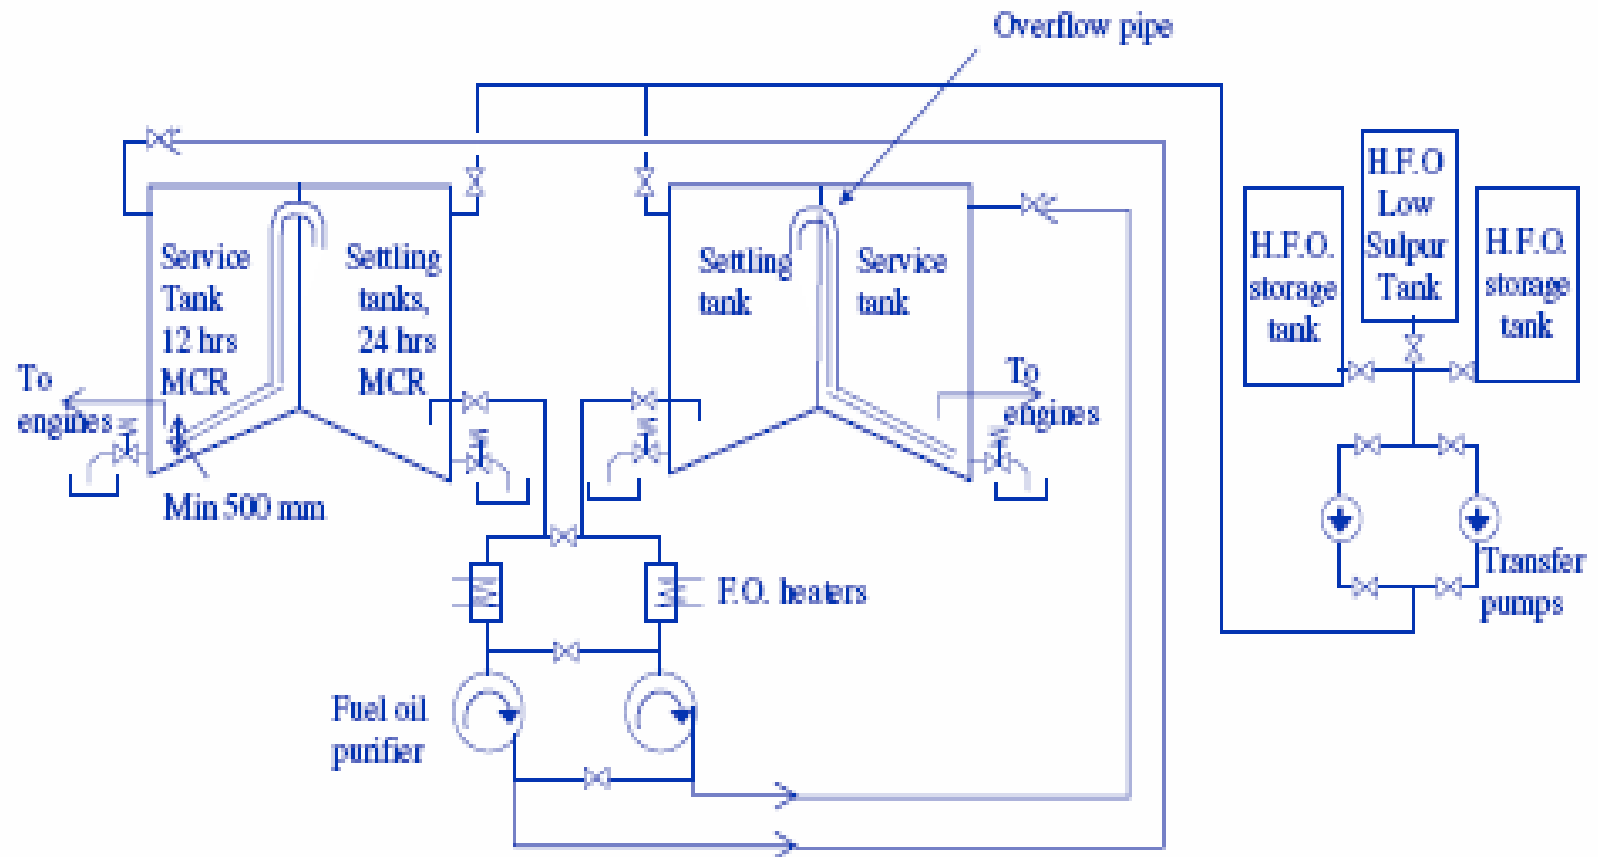 Overflow pipe
Service
Tank
12 hrs
MCR
Settling
tanks,
24 hrs
MCR
Settling
tank
Service
tank
To
engines
Min 500 mm
To
engines
H.F.O.
storage
tank
H.F.O
Low
Sulpur
Tank
H.F.O.
storage
tank
Transfer
pumps
F.O. heaters
Fuel oil
purifier